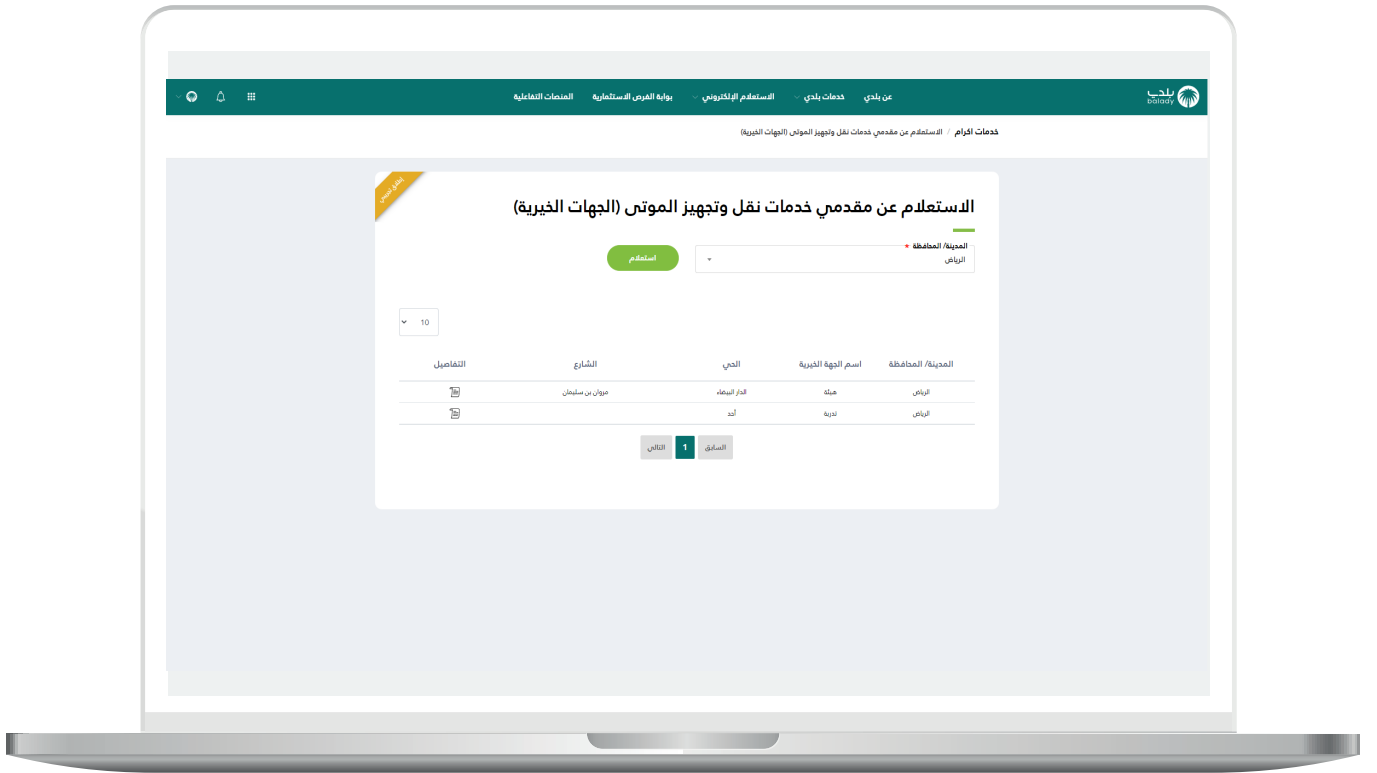 بلدي
balady
عن بلدي خدمات بلدي الاستعلام الإلكتروني بوابة الفرص الاستثمارية المنصات التفاعلية
خدمات اكرام / الاستعلام عن مقدمي خدمات نقل وتجهيز الموتى (الجهات الخيرية)
إطلاق تجريبي
الاستعلام عن مقدمي خدمات نقل وتجهيز الموتى (الجهات الخيرية)
المدينة/ المحافظة *
الرياض
استعلام
10
المدينة/ المحافظة اسم الجهة الخيرية الحي الشارع التفاصيل
الرياض هيئة الدار البيضاء مروان بن سليمان
الرياض تجربة أحد
السابق 1 التالي